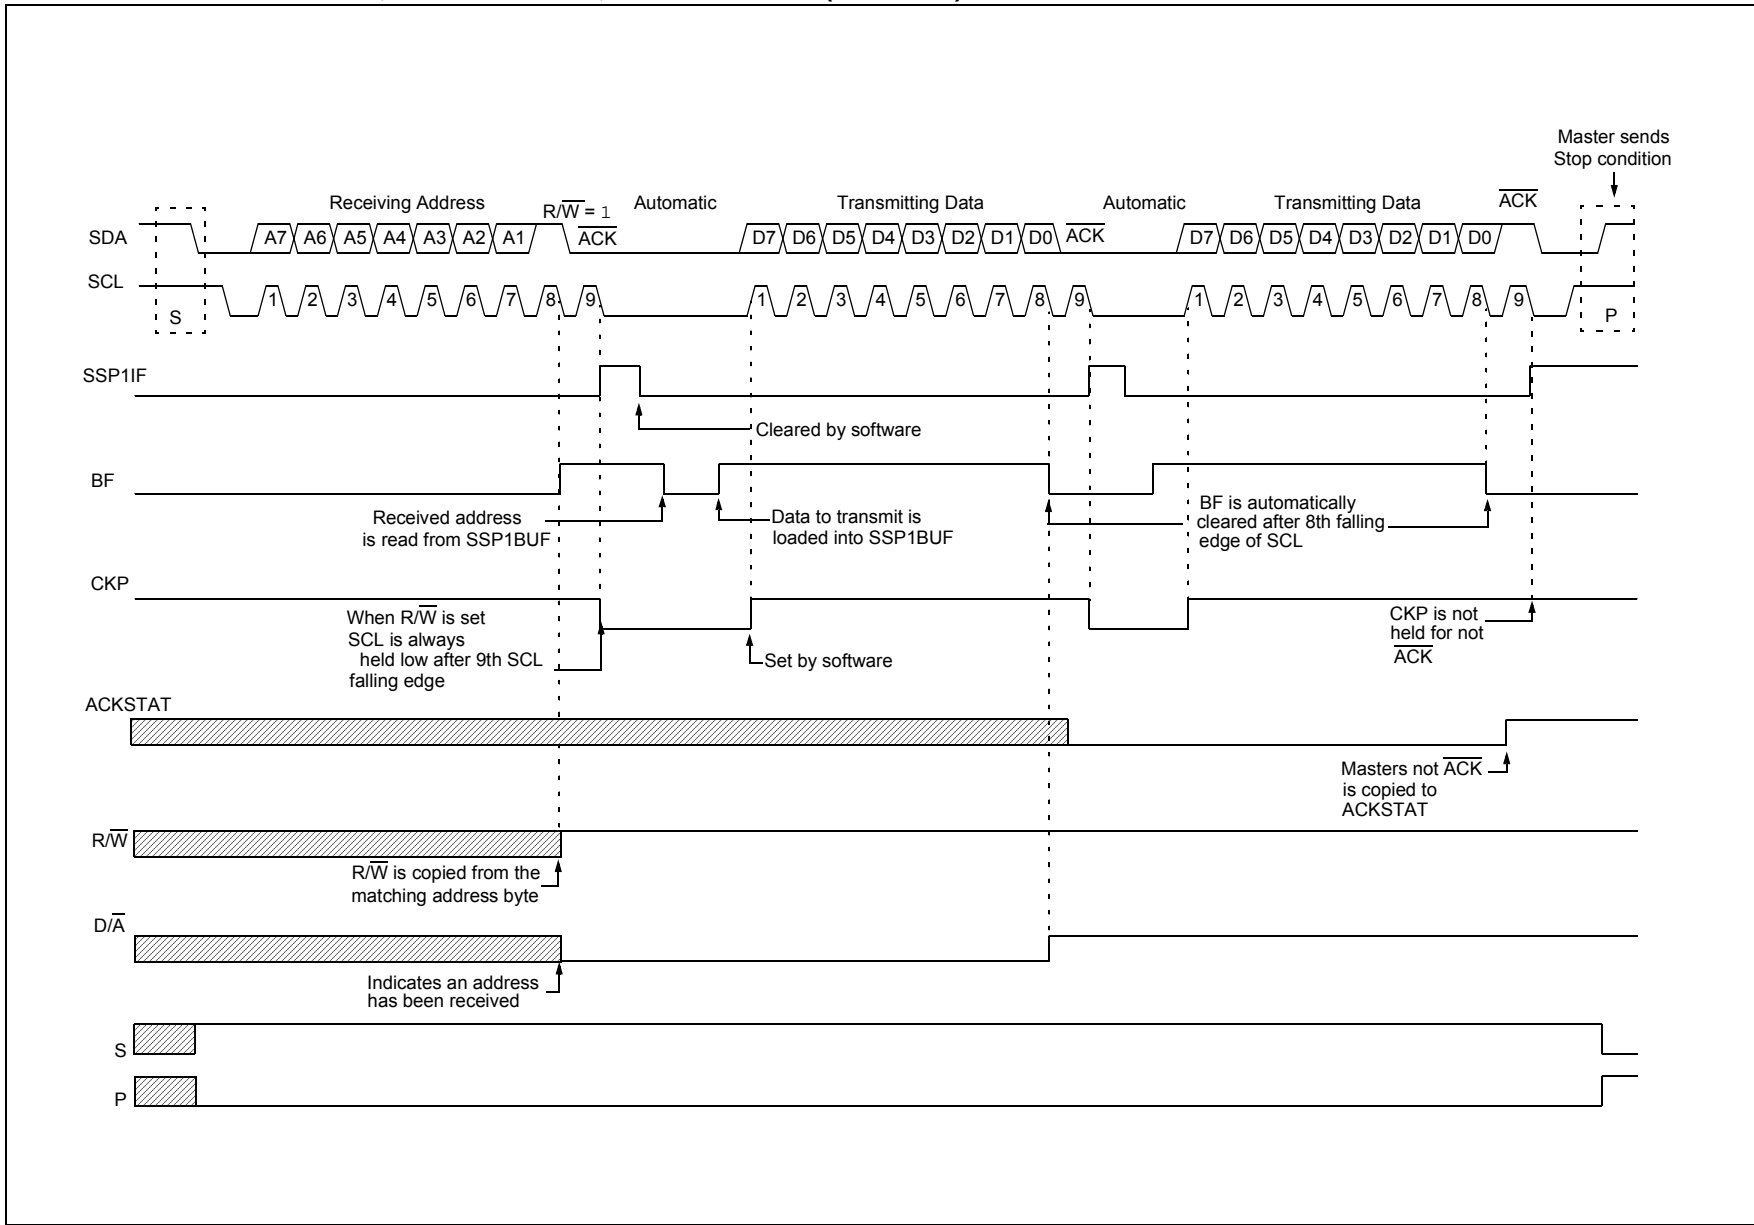 Master sends
Stop condition
Receiving Address
R/W̅ = 1
Automatic
Transmitting Data
Automatic
Transmitting Data
A̅C̅K̅
SDA
A7 A6 A5 A4 A3 A2 A1
A̅C̅K̅
D7 D6 D5 D4 D3 D2 D1 D0
A̅C̅K̅
D7 D6 D5 D4 D3 D2 D1 D0
SCL
S
1 2 3 4 5 6 7 8 9
1 2 3 4 5 6 7 8 9
1 2 3 4 5 6 7 8 9
P
SSP1IF
Cleared by software
BF
Received address
is read from SSP1BUF
Data to transmit is
loaded into SSP1BUF
BF is automatically
cleared after 8th falling
edge of SCL
CKP
When R/W̅ is set
SCL is always
held low after 9th SCL
falling edge
Set by software
CKP is not
held for not
A̅C̅K̅
ACKSTAT
Masters not A̅C̅K̅
is copied to
ACKSTAT
R/W̅
R/W̅ is copied from the
matching address byte
D/A̅
Indicates an address
has been received
S
P